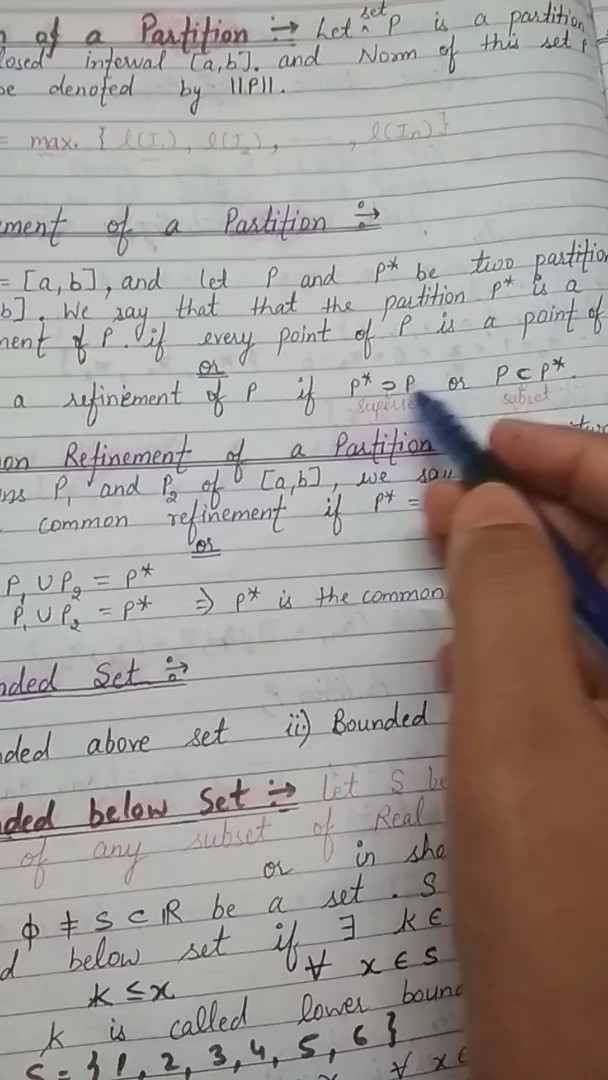 of a Partition :→ Let set P is a partition
losed interval [a,b]. and Norm of this set P
be denoted by ||P||.
= max. { l(I₁), l(I₂), ......, l(Iₙ)}
ment of a Partition :→
= [a, b], and let P and P* be two partition
b]. We say that that the partition P* is a
ment of P. if every point of P is a point of
or
a refinement of P if P* ⊃ P or P ⊂ P*.
superse subset
on Refinement of a Partition
ns P₁ and P₂ of [a,b], we say
common refinement if P* =
or
P₁ ∪ P₂ = P*
P₁ ∪ P₂ = P* ⇒ P* is the common
nded Set :→
nded above set ii) Bounded
ded below Set :→ Let S be
of any subset of Real
or in sho
ϕ ≠ S ⊂ R be a set. S
d below set if ∃ k ∈
k ≤ x ∀ x ∈ S
k is called lower boun
S = { 1, 2, 3, 4, 5, 6 }
∀ x ∈